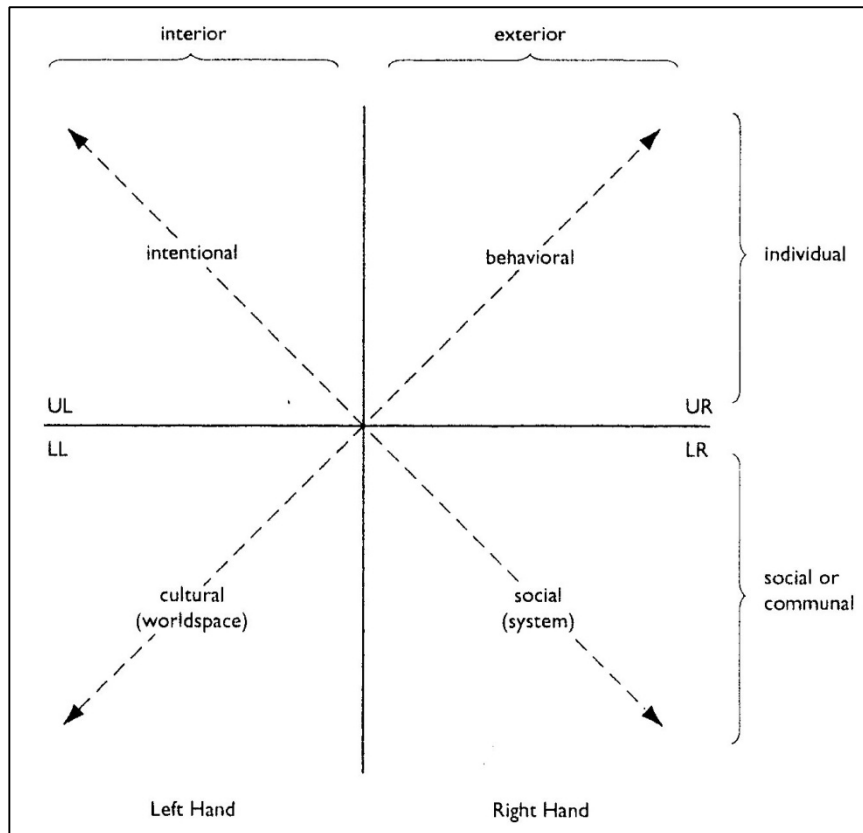 interior
exterior
intentional
behavioral
individual
UL
UR
LL
LR
cultural
(worldspace)
social
(system)
social or
communal
Left Hand
Right Hand